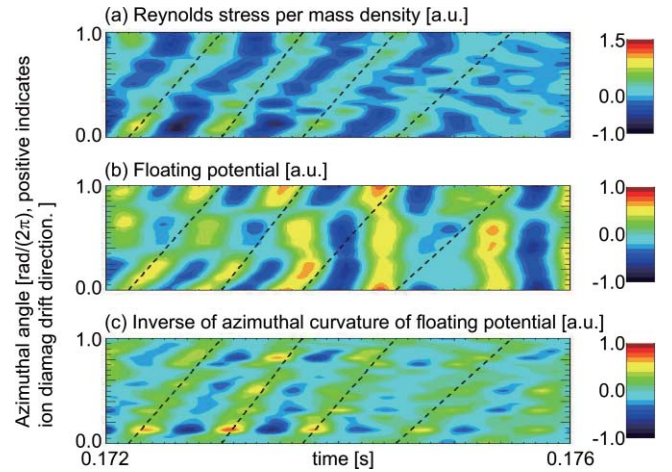 (a) Reynolds stress per mass density [a.u.]
1.0
0.0
1.5
0.0
-1.0
(b) Floating potential [a.u.]
1.0
0.0
1.0
0.0
-1.0
(c) Inverse of azimuthal curvature of floating potential [a.u.]
1.0
0.0
1.0
0.0
-1.0
0.172
time [s]
0.176
Azimuthal angle [rad/(2π), positive indicates
ion diamag drift direction. ]